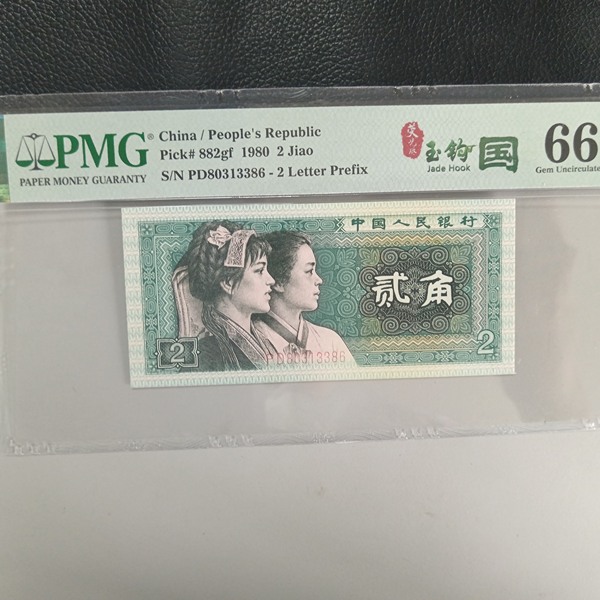 PMG®
PAPER MONEY GUARANTY
China / People's Republic
Pick# 882gf 1980 2 Jiao
S/N PD80313386 - 2 Letter Prefix
玉钩国
Jade Hook
66
Gem Uncirculate
中国人民银行
贰角
2
PD80313386
2